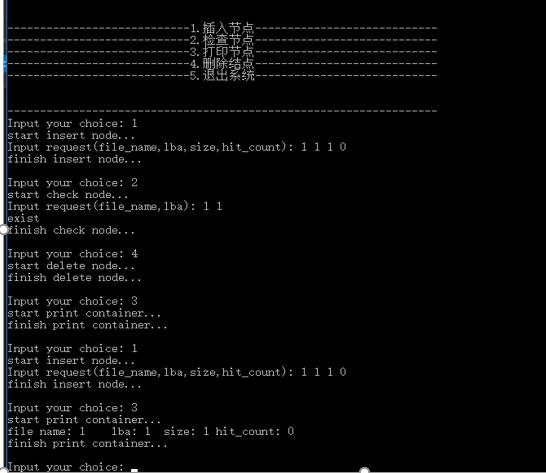 ----------------------------1.插入节点----------------------------
----------------------------2.检查节点----------------------------
----------------------------3.打印节点----------------------------
----------------------------4.删除结点----------------------------
----------------------------5.退出系统----------------------------
------------------------------------------------------------------
Input your choice: 1
start insert node...
Input request(file_name,lba,size,hit_count): 1 1 1 0
finish insert node...
Input your choice: 2
start check node...
Input request(file_name,lba): 1 1
exist
finish check node...
Input your choice: 4
start delete node...
finish delete node...
Input your choice: 3
start print container...
finish print container...
Input your choice: 1
start insert node...
Input request(file_name,lba,size,hit_count): 1 1 1 0
finish insert node...
Input your choice: 3
start print container...
file name: 1    lba: 1  size: 1 hit_count: 0
finish print container...
Input your choice: